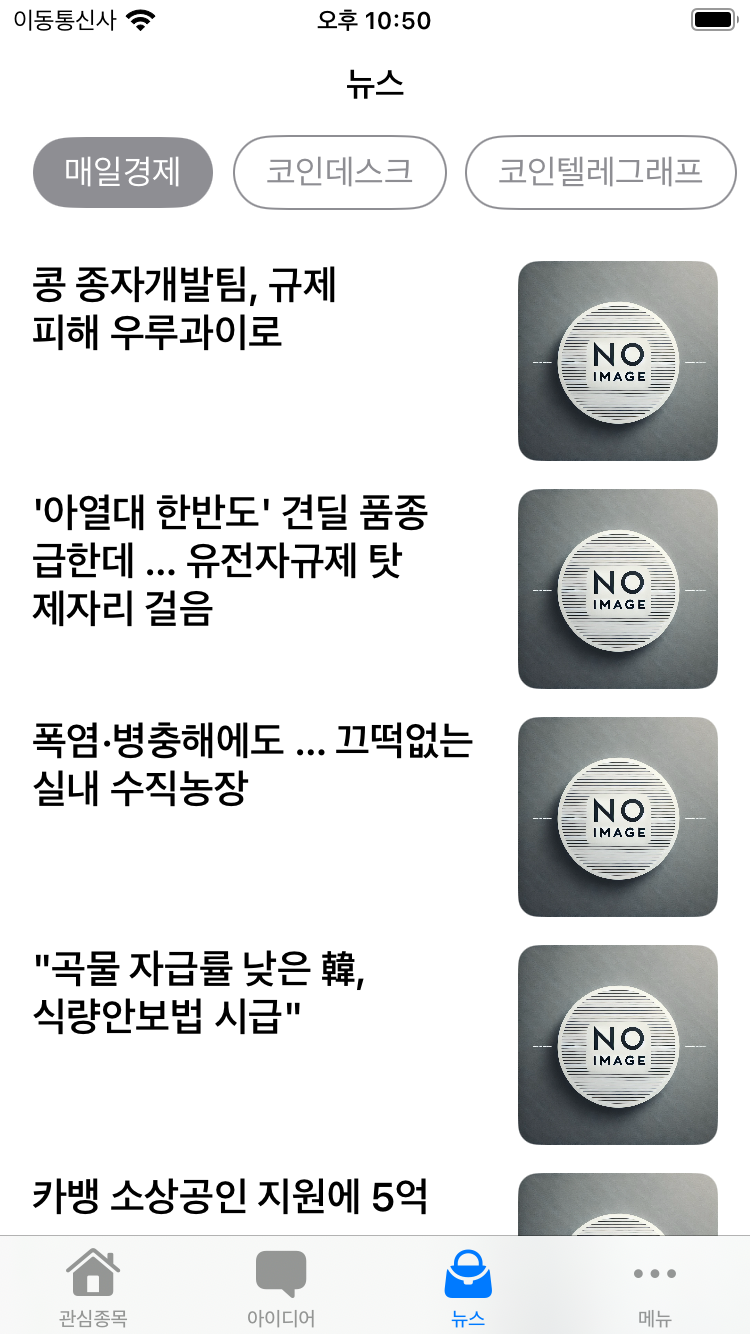 이동통신사 오후 10:50
뉴스
매일경제 코인데스크 코인텔레그래프
콩 종자개발팀, 규제
피해 우루과이로
NO
IMAGE
'아열대 한반도' 견딜 품종
급한데 ... 유전자규제 탓
제자리 걸음
NO
IMAGE
폭염·병충해에도 ... 끄떡없는
실내 수직농장
NO
IMAGE
"곡물 자급률 낮은 韓,
식량안보법 시급"
NO
IMAGE
카뱅 소상공인 지원에 5억
관심종목 아이디어 뉴스 메뉴